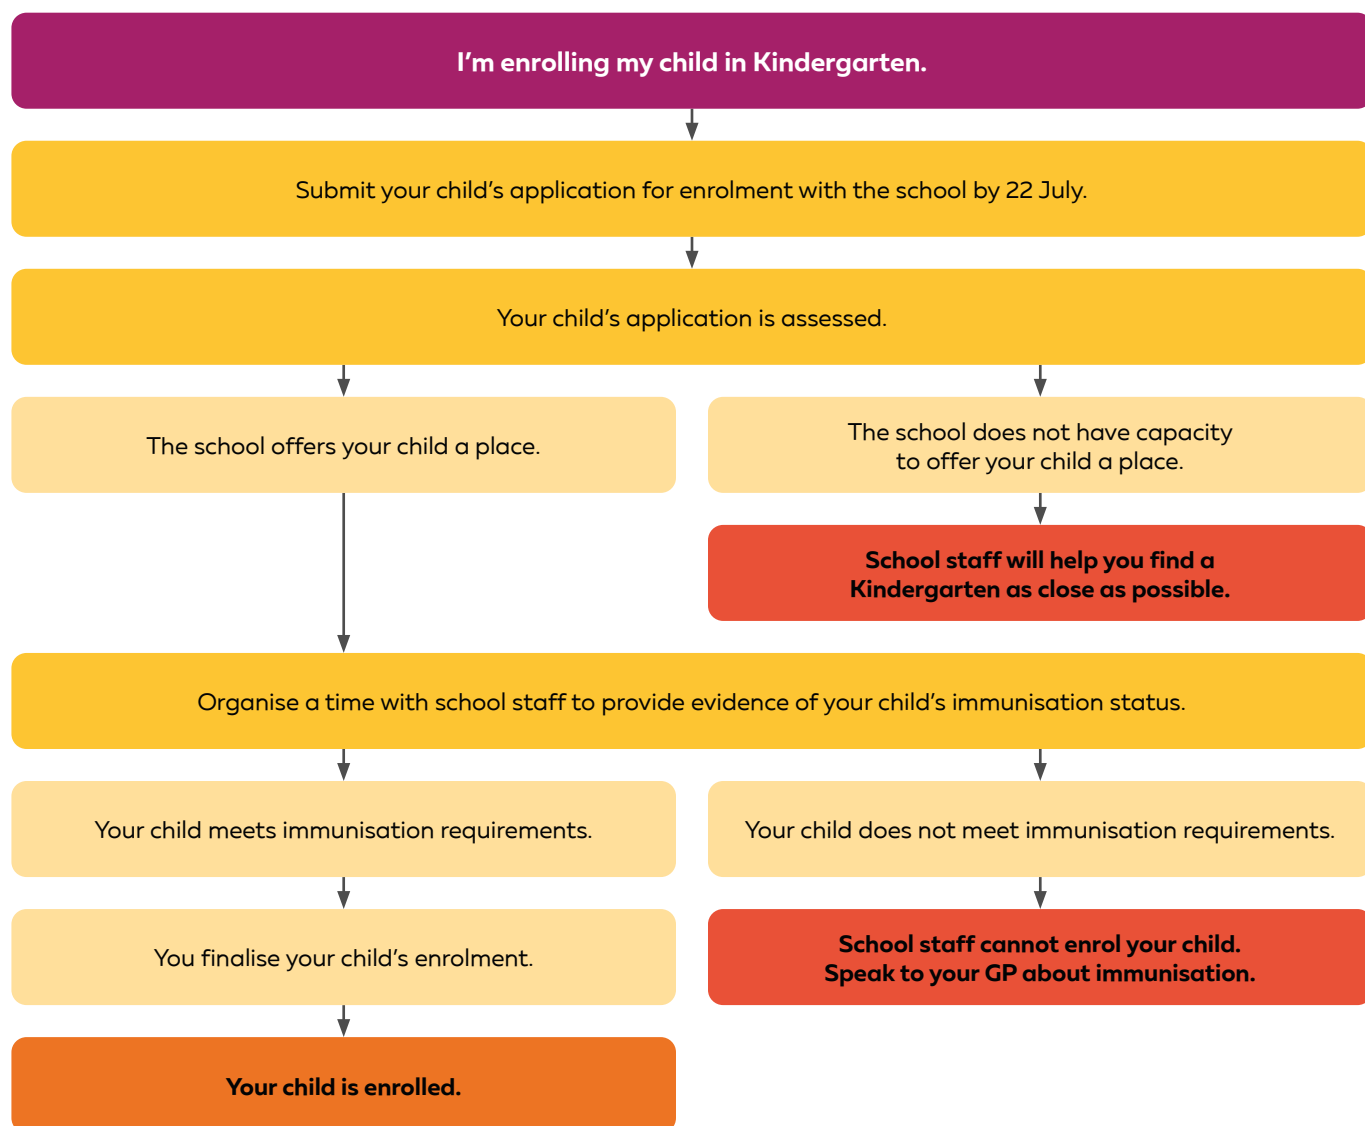 I’m enrolling my child in Kindergarten.
Submit your child’s application for enrolment with the school by 22 July.
Your child’s application is assessed.
The school offers your child a place.
The school does not have capacity
to offer your child a place.
School staff will help you find a
Kindergarten as close as possible.
Organise a time with school staff to provide evidence of your child’s immunisation status.
Your child meets immunisation requirements.
Your child does not meet immunisation requirements.
You finalise your child’s enrolment.
School staff cannot enrol your child.
Speak to your GP about immunisation.
Your child is enrolled.